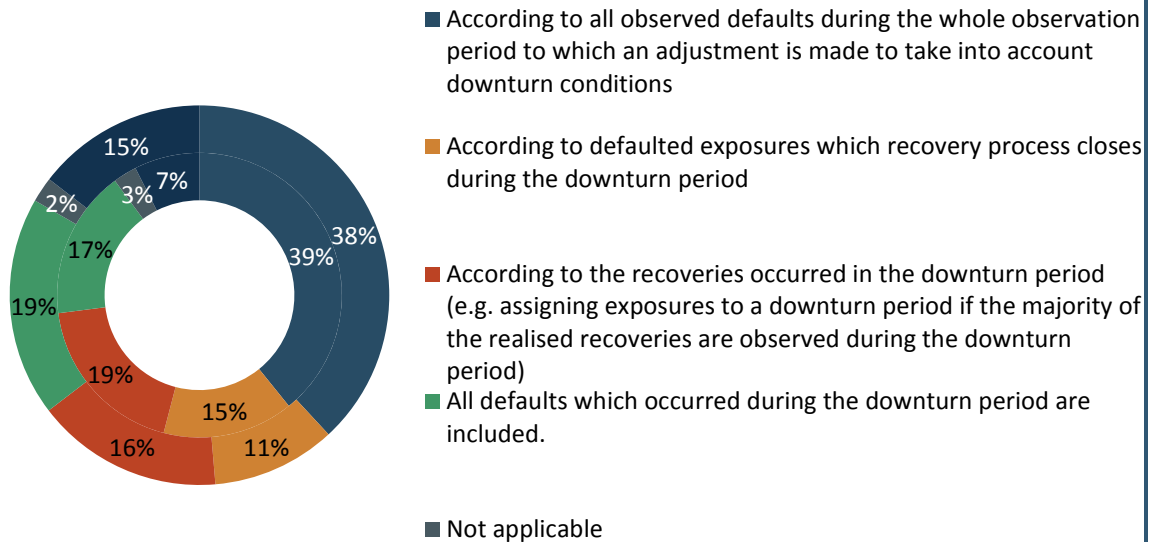 According to all observed defaults during the whole observation
period to which an adjustment is made to take into account
downturn conditions
According to defaulted exposures which recovery process closes
during the downturn period
According to the recoveries occurred in the downturn period
(e.g. assigning exposures to a downturn period if the majority of
the realised recoveries are observed during the downturn
period)
All defaults which occurred during the downturn period are
included.
Not applicable
15%
7%
2%
3%
38%
39%
17%
19%
19%
15%
16%
11%